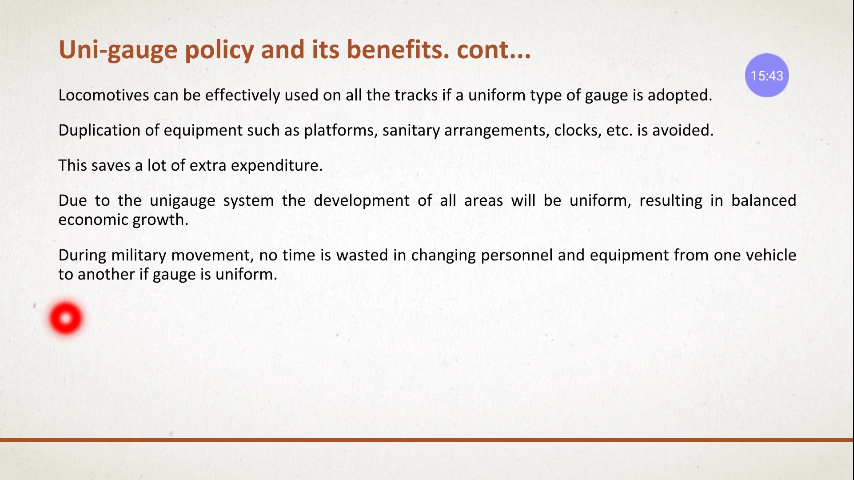 Uni-gauge policy and its benefits. cont...
15:43
Locomotives can be effectively used on all the tracks if a uniform type of gauge is adopted.
Duplication of equipment such as platforms, sanitary arrangements, clocks, etc. is avoided.
This saves a lot of extra expenditure.
Due to the unigauge system the development of all areas will be uniform, resulting in balanced
economic growth.
During military movement, no time is wasted in changing personnel and equipment from one vehicle
to another if gauge is uniform.